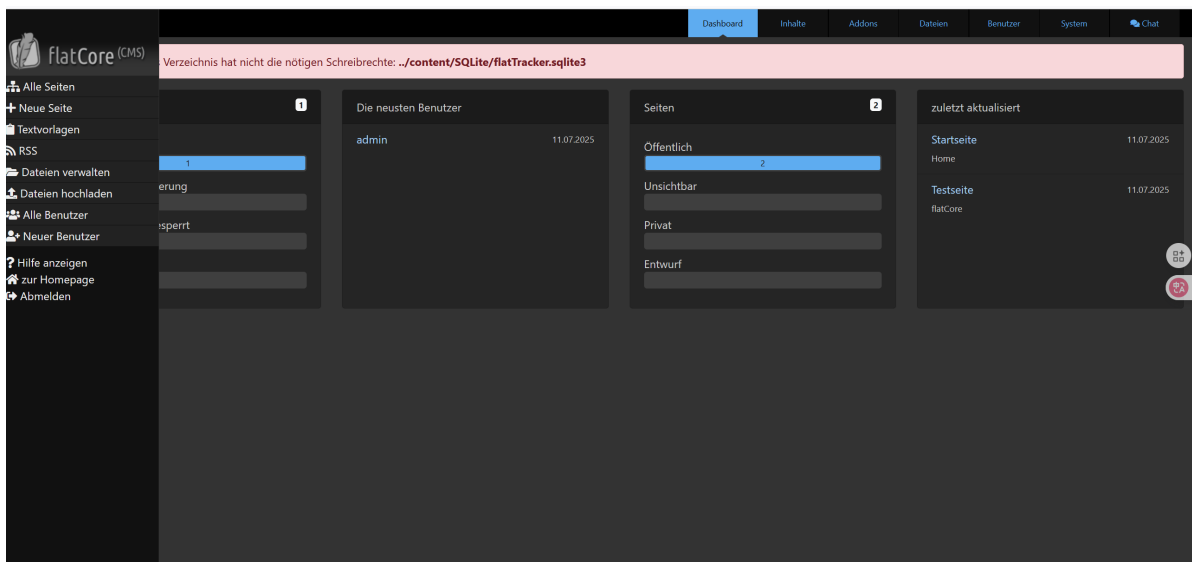 Dashboard
Inhalte
Addons
Dateien
Benutzer
System
Chat
flatCore (CMS)
Verzeichnis hat nicht die nötigen Schreibrechte: ../content/SQLite/flatTracker.sqlite3
Alle Seiten
Neue Seite
Textvorlagen
RSS
Dateien verwalten
Dateien hochladen
Alle Benutzer
Neuer Benutzer
Hilfe anzeigen
zur Homepage
Abmelden
1
1
erung
esperrt
Die neusten Benutzer
admin 11.07.2025
Seiten 2
Öffentlich
2
Unsichtbar
Privat
Entwurf
zuletzt aktualisiert
Startseite 11.07.2025
Home
Testseite 11.07.2025
flatCore